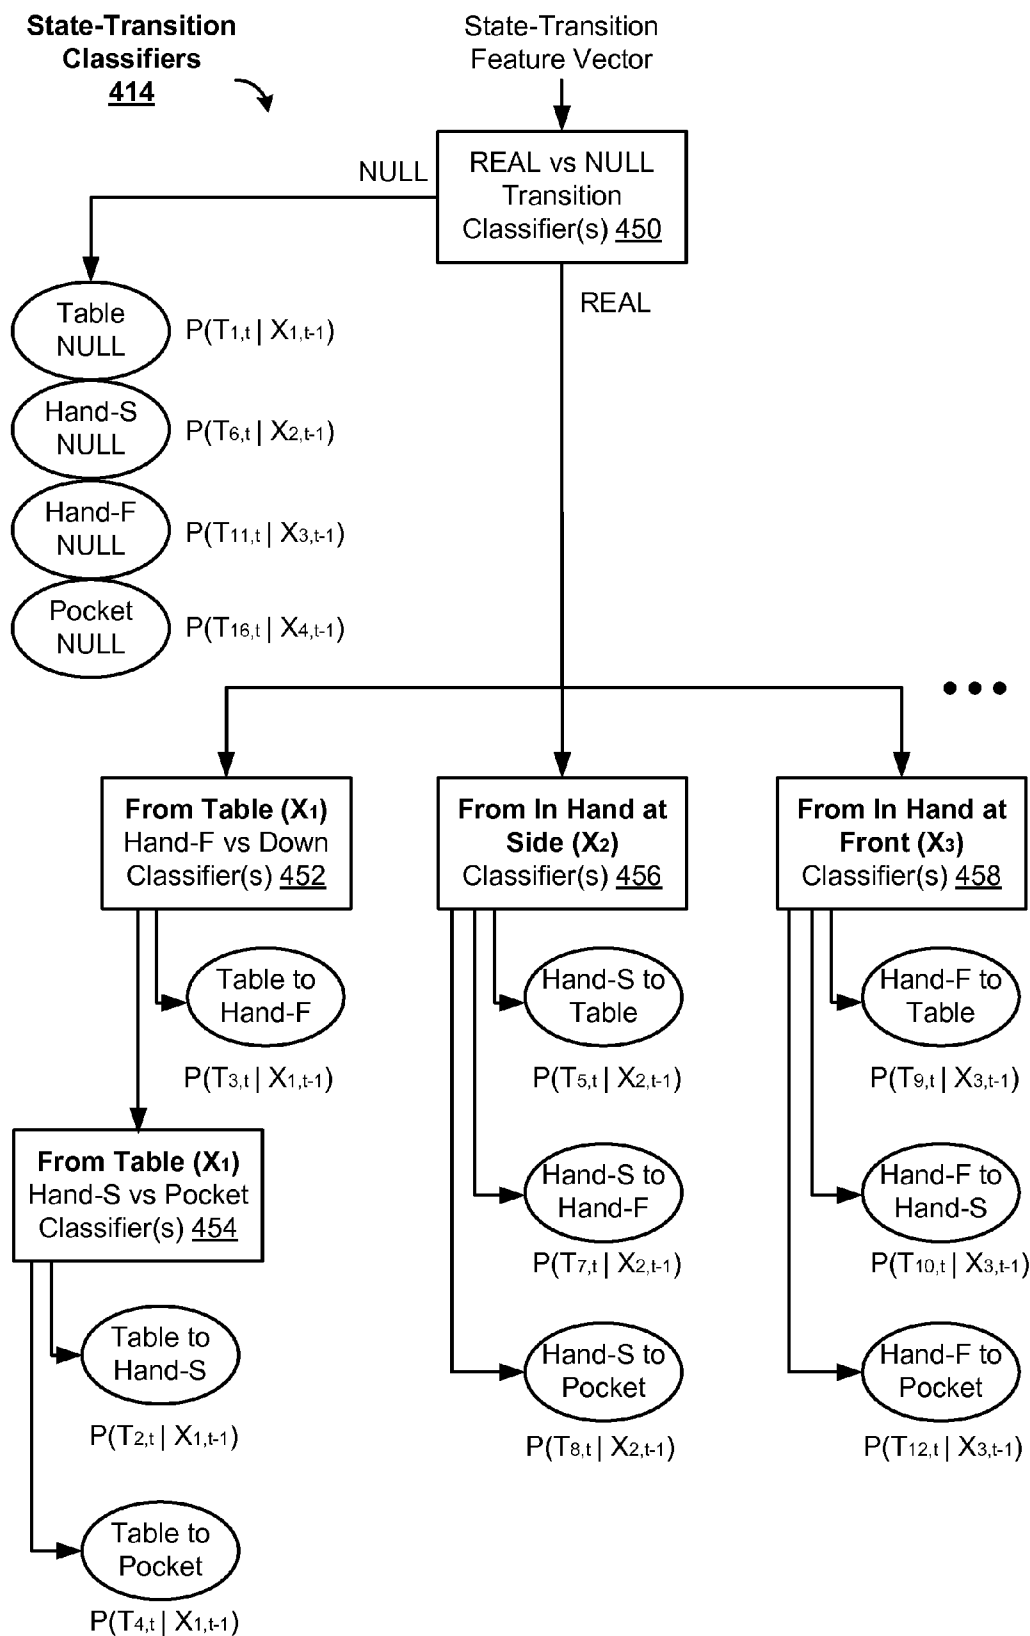 State-Transition
Classifiers
414
State-Transition
Feature Vector
NULL
REAL vs NULL
Transition
Classifier(s) 450
REAL
Table
NULL
P(T1,t | X1,t-1)
Hand-S
NULL
P(T6,t | X2,t-1)
Hand-F
NULL
P(T11,t | X3,t-1)
Pocket
NULL
P(T16,t | X4,t-1)
From Table (X1)
Hand-F vs Down
Classifier(s) 452
Table to
Hand-F
P(T3,t | X1,t-1)
From Table (X1)
Hand-S vs Pocket
Classifier(s) 454
Table to
Hand-S
P(T2,t | X1,t-1)
Table to
Pocket
P(T4,t | X1,t-1)
From In Hand at
Side (X2)
Classifier(s) 456
Hand-S to
Table
P(T5,t | X2,t-1)
Hand-S to
Hand-F
P(T7,t | X2,t-1)
Hand-S to
Pocket
P(T8,t | X2,t-1)
From In Hand at
Front (X3)
Classifier(s) 458
Hand-F to
Table
P(T9,t | X3,t-1)
Hand-F to
Hand-S
P(T10,t | X3,t-1)
Hand-F to
Pocket
P(T12,t | X3,t-1)